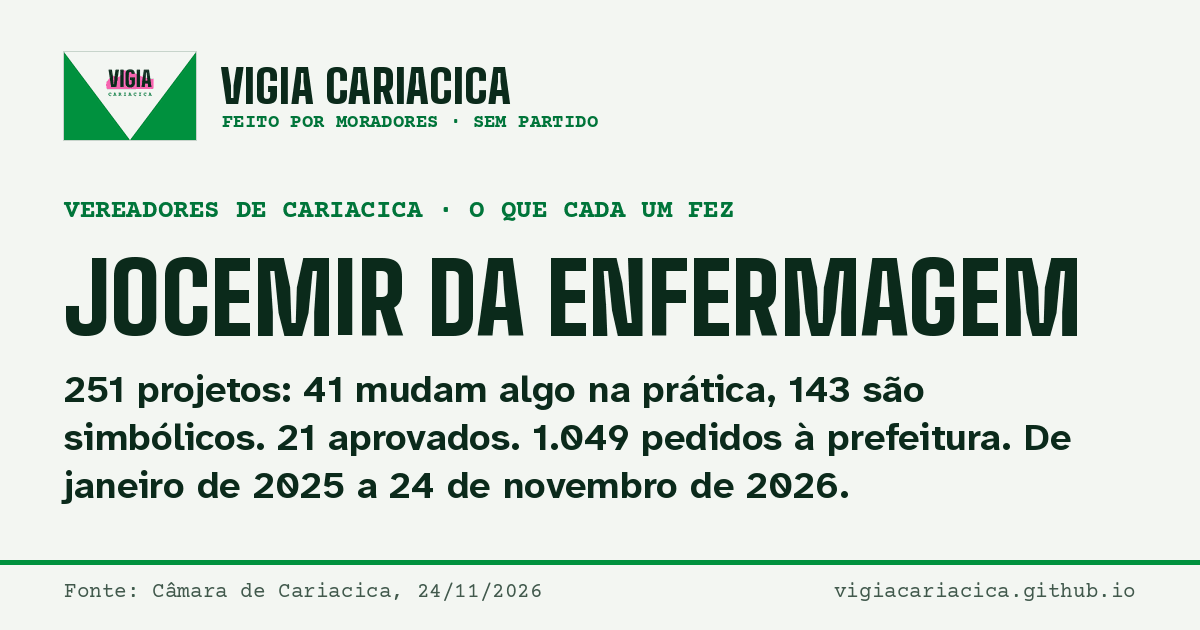 VIGIA
CARIACICA
VIGIA CARIACICA
FEITO POR MORADORES · SEM PARTIDO
VEREADORES DE CARIACICA · O QUE CADA UM FEZ
JOCEMIR DA ENFERMAGEM
251 projetos: 41 mudam algo na prática, 143 são
simbólicos. 21 aprovados. 1.049 pedidos à prefeitura. De
janeiro de 2025 a 24 de novembro de 2026.
Fonte: Câmara de Cariacica, 24/11/2026
vigiacariacica.github.io